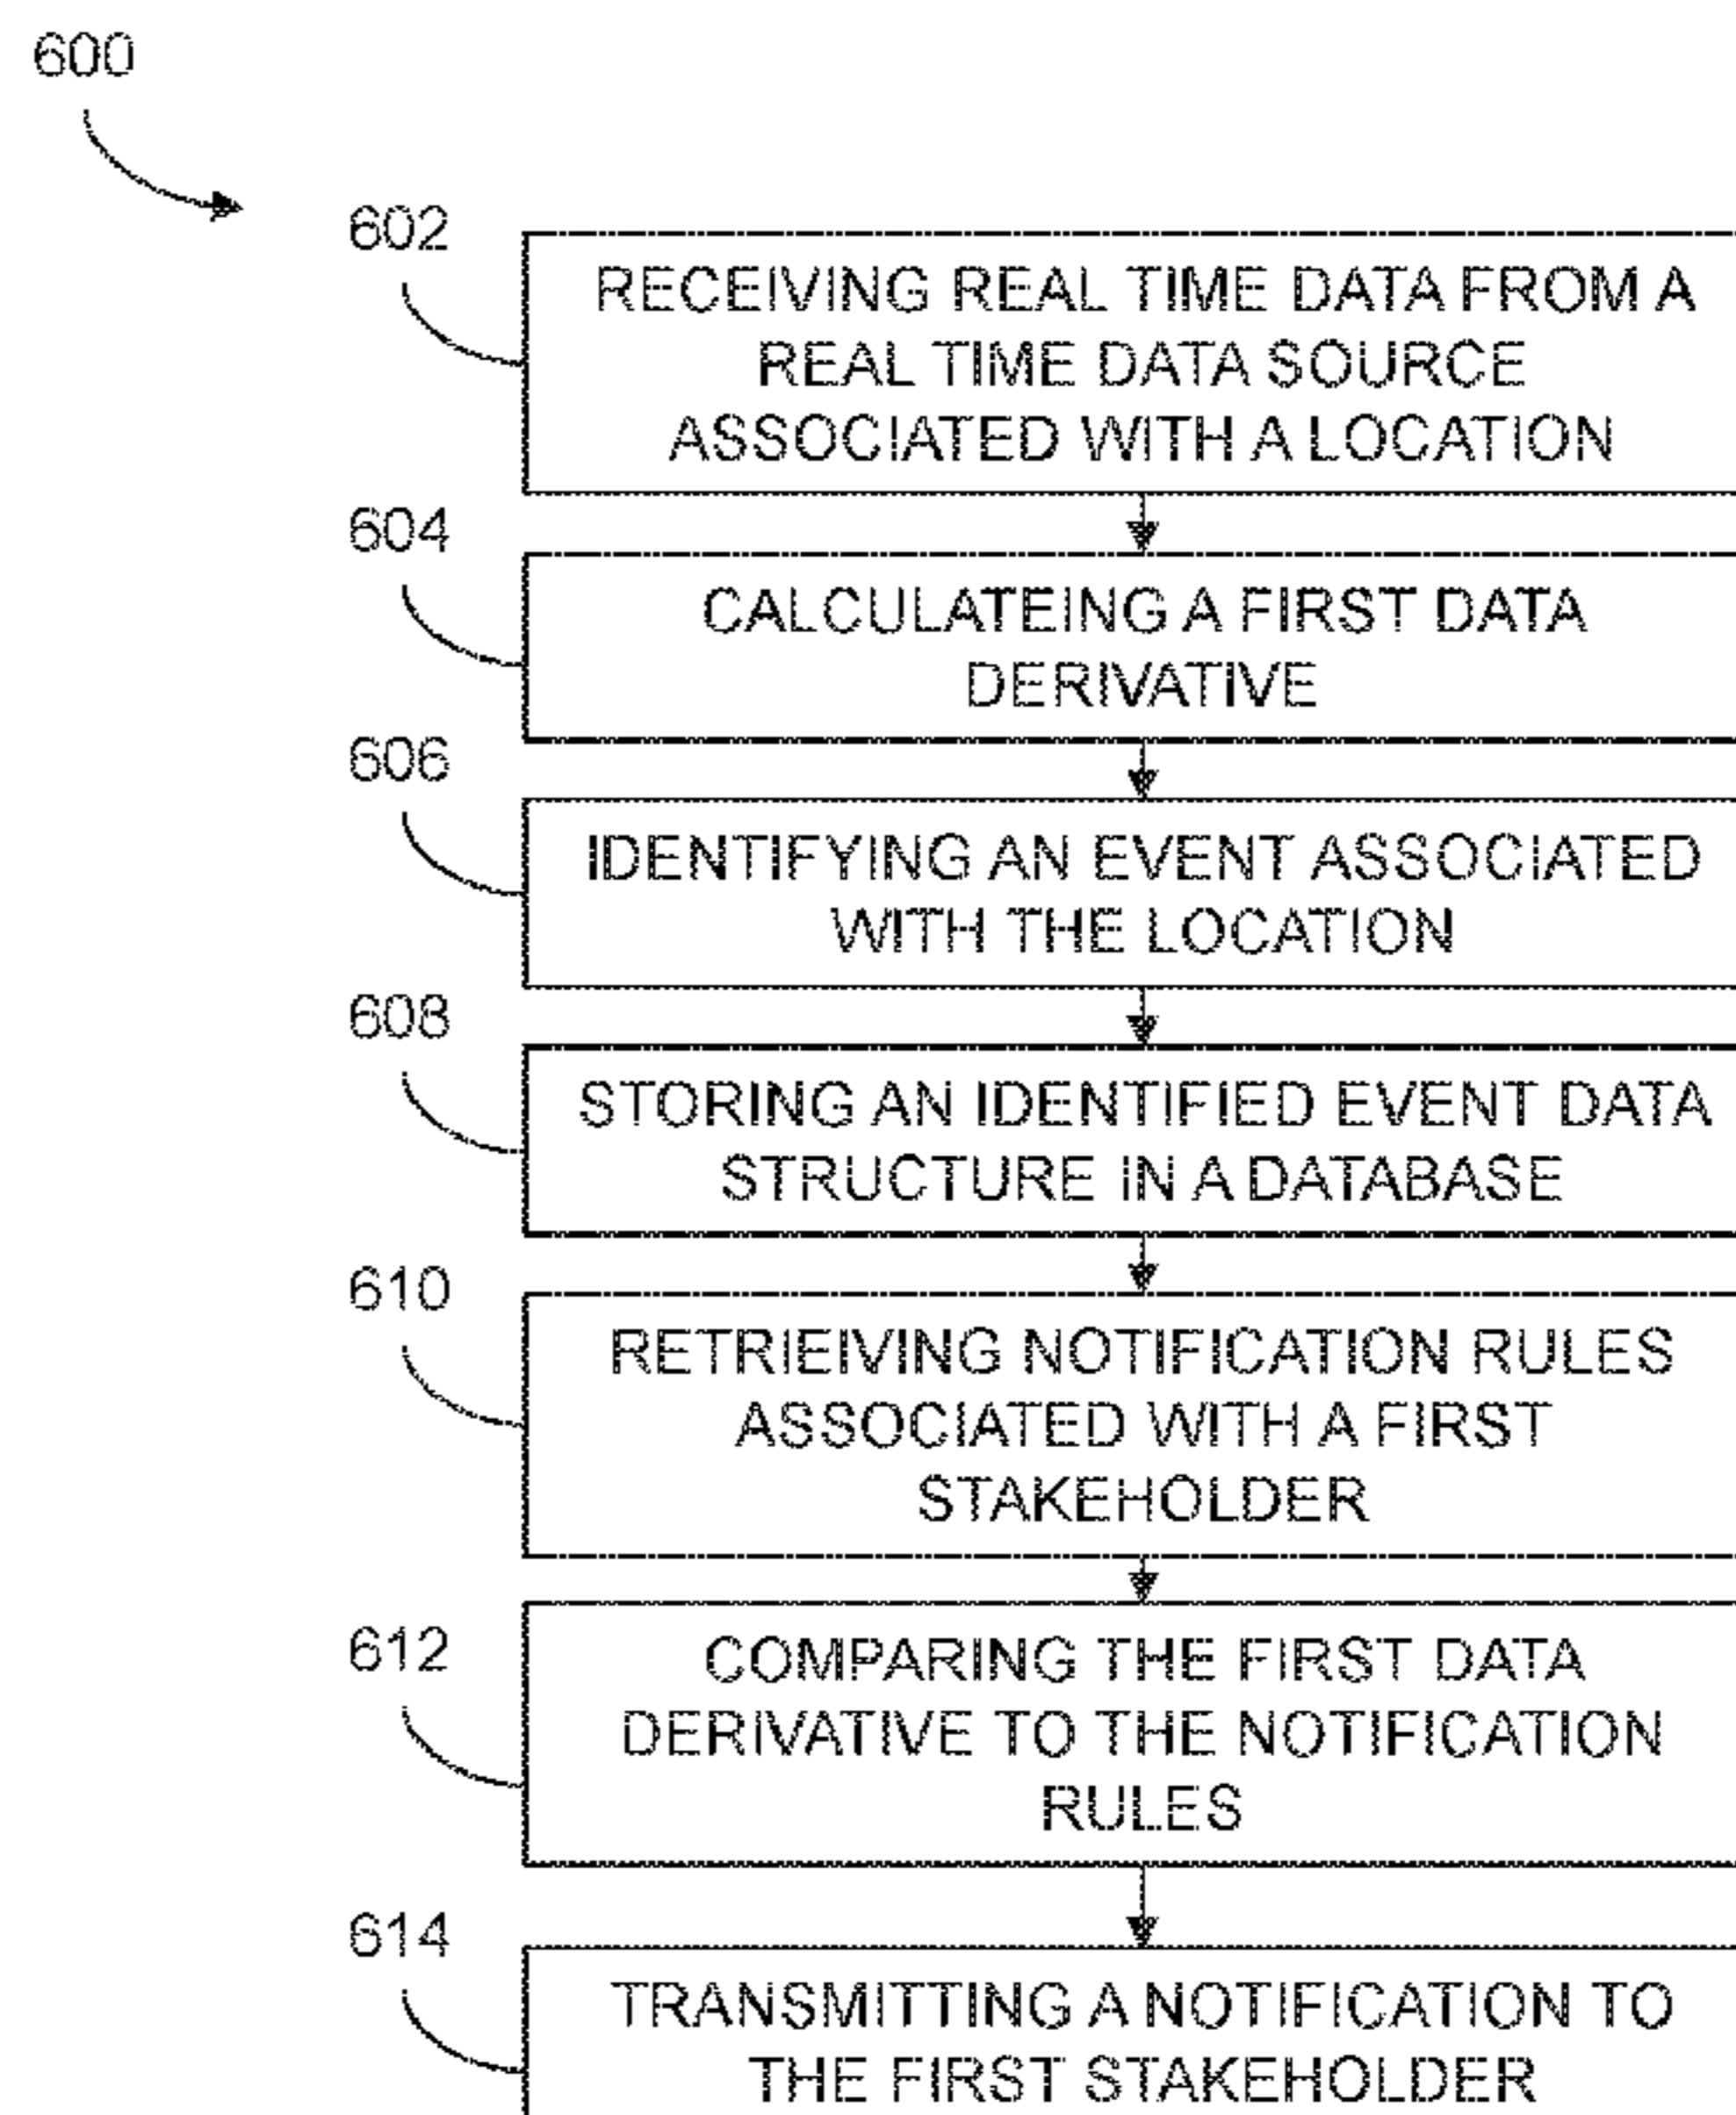 600
602
RECEIVING REAL TIME DATA FROM A
REAL TIME DATA SOURCE
ASSOCIATED WITH A LOCATION
604
CALCULATEING A FIRST DATA
DERIVATIVE
606
IDENTIFYING AN EVENT ASSOCIATED
WITH THE LOCATION
608
STORING AN IDENTIFIED EVENT DATA
STRUCTURE IN A DATABASE
610
RETRIEIVING NOTIFICATION RULES
ASSOCIATED WITH A FIRST
STAKEHOLDER
612
COMPARING THE FIRST DATA
DERIVATIVE TO THE NOTIFICATION
RULES
614
TRANSMITTING A NOTIFICATION TO
THE FIRST STAKEHOLDER